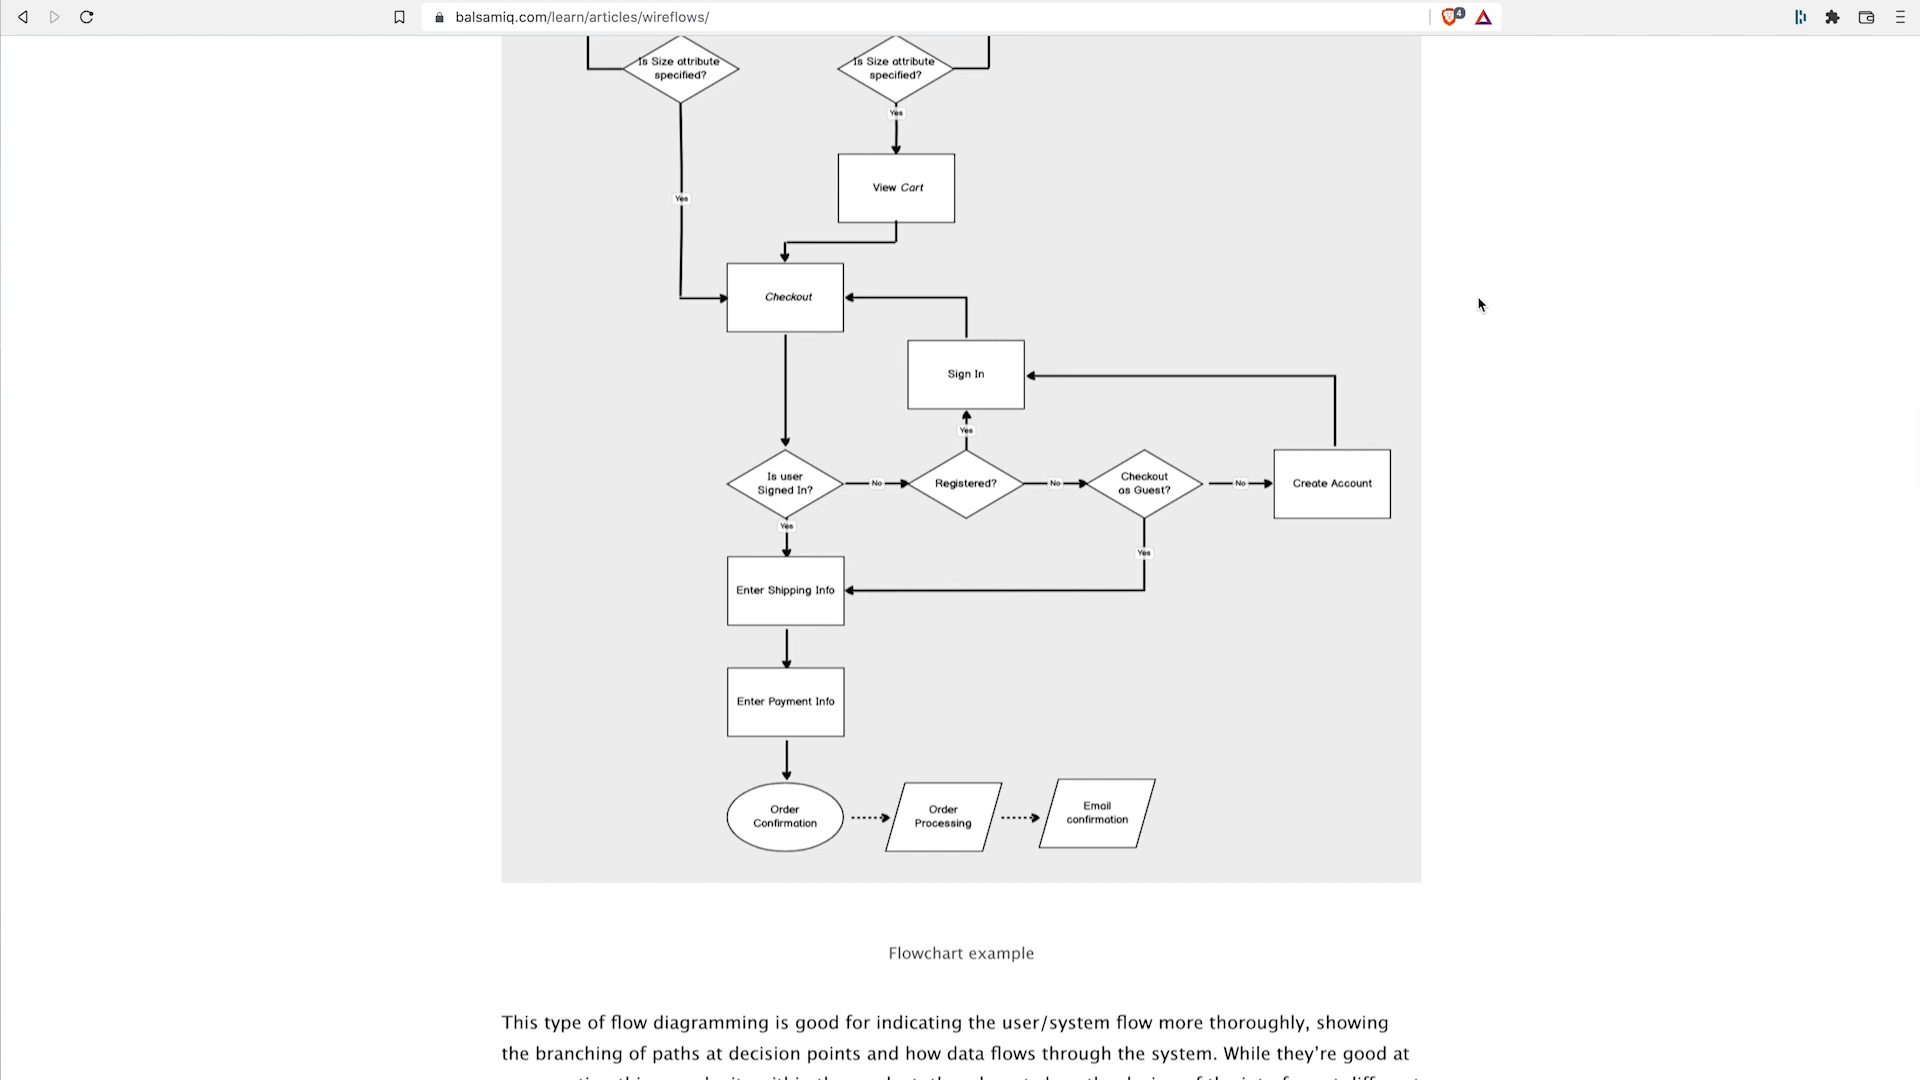 balsamiq.com/learn/articles/wireflows/
4
Is Size attribute
specified?
Is Size attribute
specified?
Yes
View Cart
Yes
Checkout
Sign In
Yes
Is user
Signed In?
No
Registered?
No
Checkout
as Guest?
No
Create Account
Yes
Yes
Enter Shipping Info
Enter Payment Info
Order
Confirmation
Order
Processing
Email
confirmation
Flowchart example
This type of flow diagramming is good for indicating the user/system flow more thoroughly, showing
the branching of paths at decision points and how data flows through the system. While they’re good at